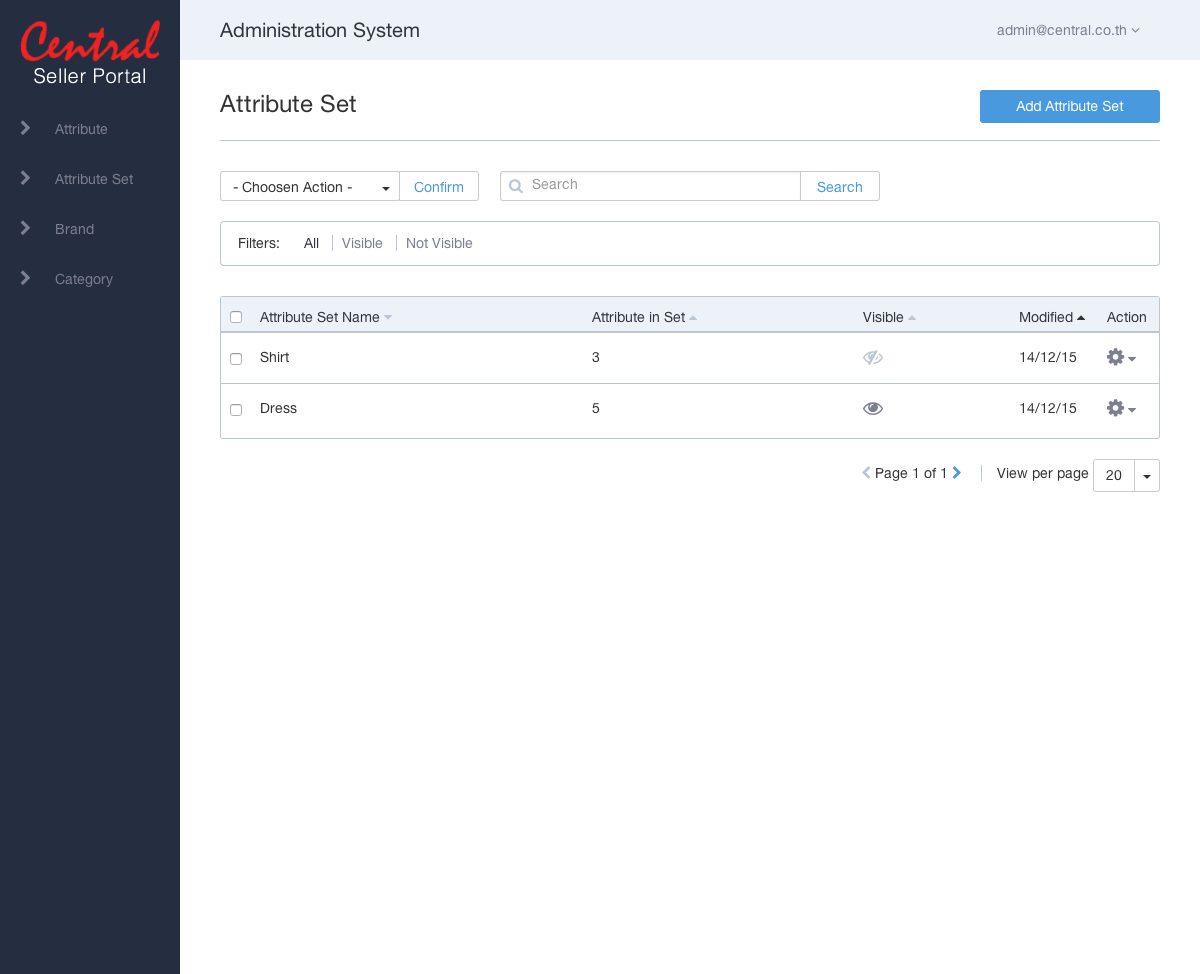 Central
Seller Portal
Attribute
Attribute Set
Brand
Category
Administration System
admin@central.co.th
Attribute Set
Add Attribute Set
- Choosen Action -
Confirm
Search
Search
Filters: All Visible Not Visible
Attribute Set Name Attribute in Set Visible Modified Action
Shirt 3 14/12/15
Dress 5 14/12/15
Page 1 of 1 View per page 20